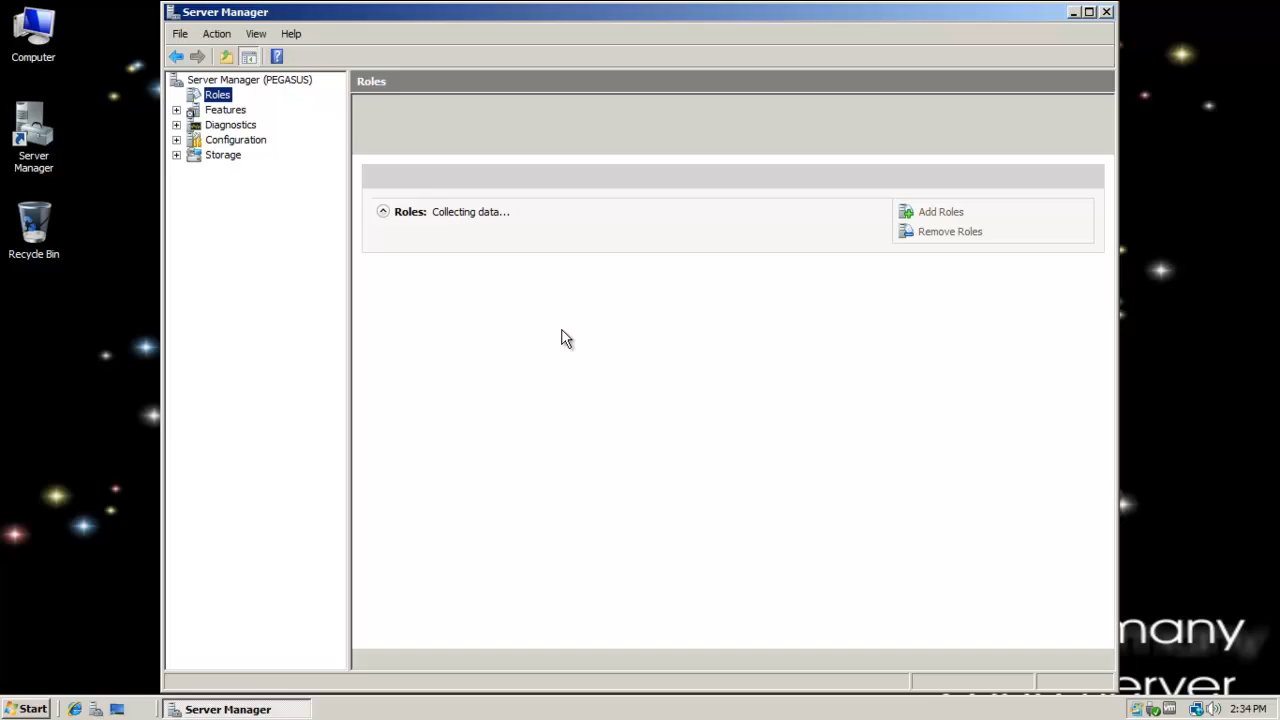 Computer
Server
Manager
Recycle Bin
Server Manager
File Action View Help
Server Manager (PEGASUS)
Roles
Features
Diagnostics
Configuration
Storage
Roles
Roles: Collecting data...
Add Roles
Remove Roles
many
erver
Start
Server Manager
2:34 PM